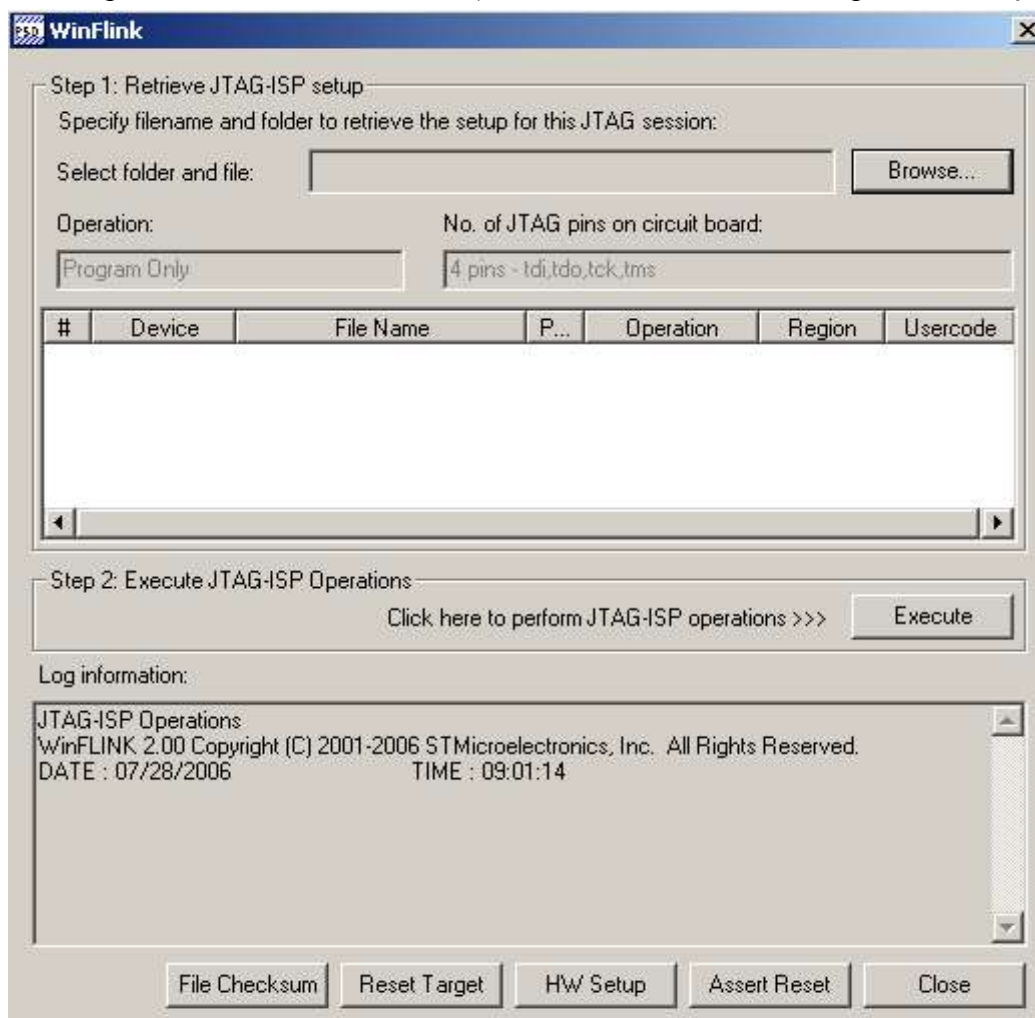 PSD WinFlink
Step 1: Retrieve JTAG-ISP setup
Specify filename and folder to retrieve the setup for this JTAG session:
Select folder and file: Browse...
Operation: No. of JTAG pins on circuit board:
Program Only 4 pins - tdi,tdo,tck,tms
# Device File Name P... Operation Region Usercode
Step 2: Execute JTAG-ISP Operations
Click here to perform JTAG-ISP operations >>> Execute
Log information:
JTAG-ISP Operations
WinFLINK 2.00 Copyright (C) 2001-2006 STMicroelectronics, Inc. All Rights Reserved.
DATE : 07/28/2006 TIME : 09:01:14
File Checksum Reset Target HW Setup Assert Reset Close